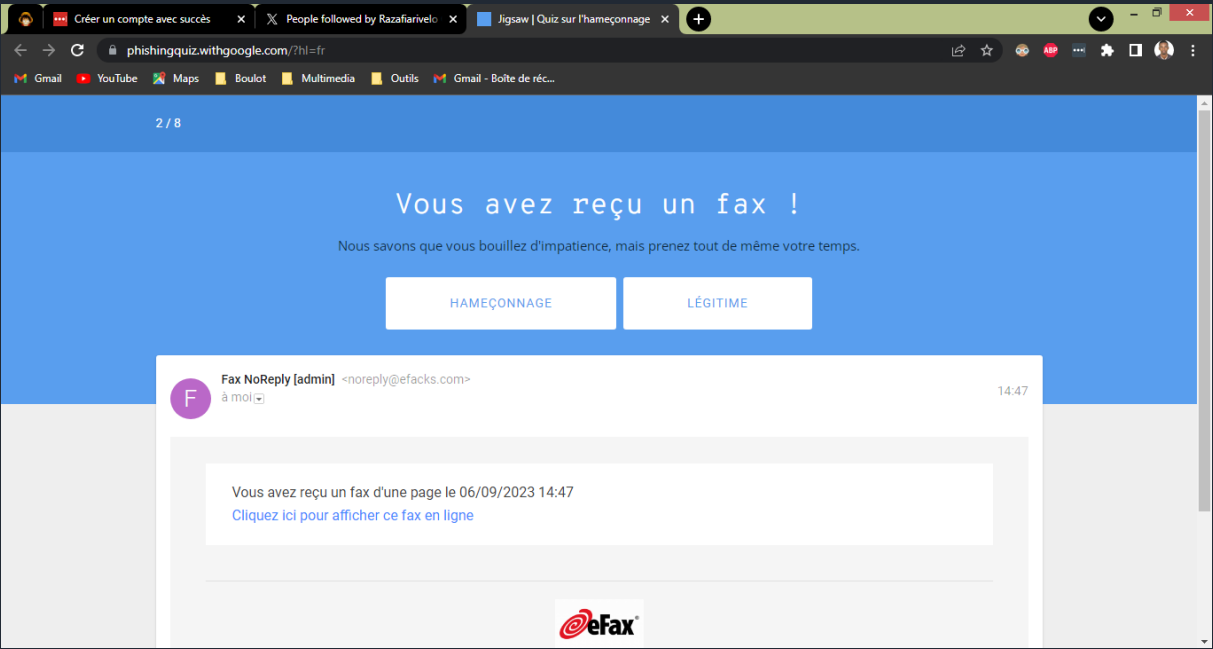 Créer un compte avec succès
People followed by Razafiarivelo
Jigsaw | Quiz sur l'hameçonnage
phishingquiz.withgoogle.com/?hl=fr
ABP
Gmail
YouTube
Maps
Boulot
Multimedia
Outils
Gmail - Boîte de réc...
2 / 8
Vous avez reçu un fax !
Nous savons que vous bouillez d'impatience, mais prenez tout de même votre temps.
HAMEÇONNAGE
LÉGITIME
F
Fax NoReply [admin] <noreply@efacks.com>
14:47
à moi
Vous avez reçu un fax d'une page le 06/09/2023 14:47
Cliquez ici pour afficher ce fax en ligne
eFax